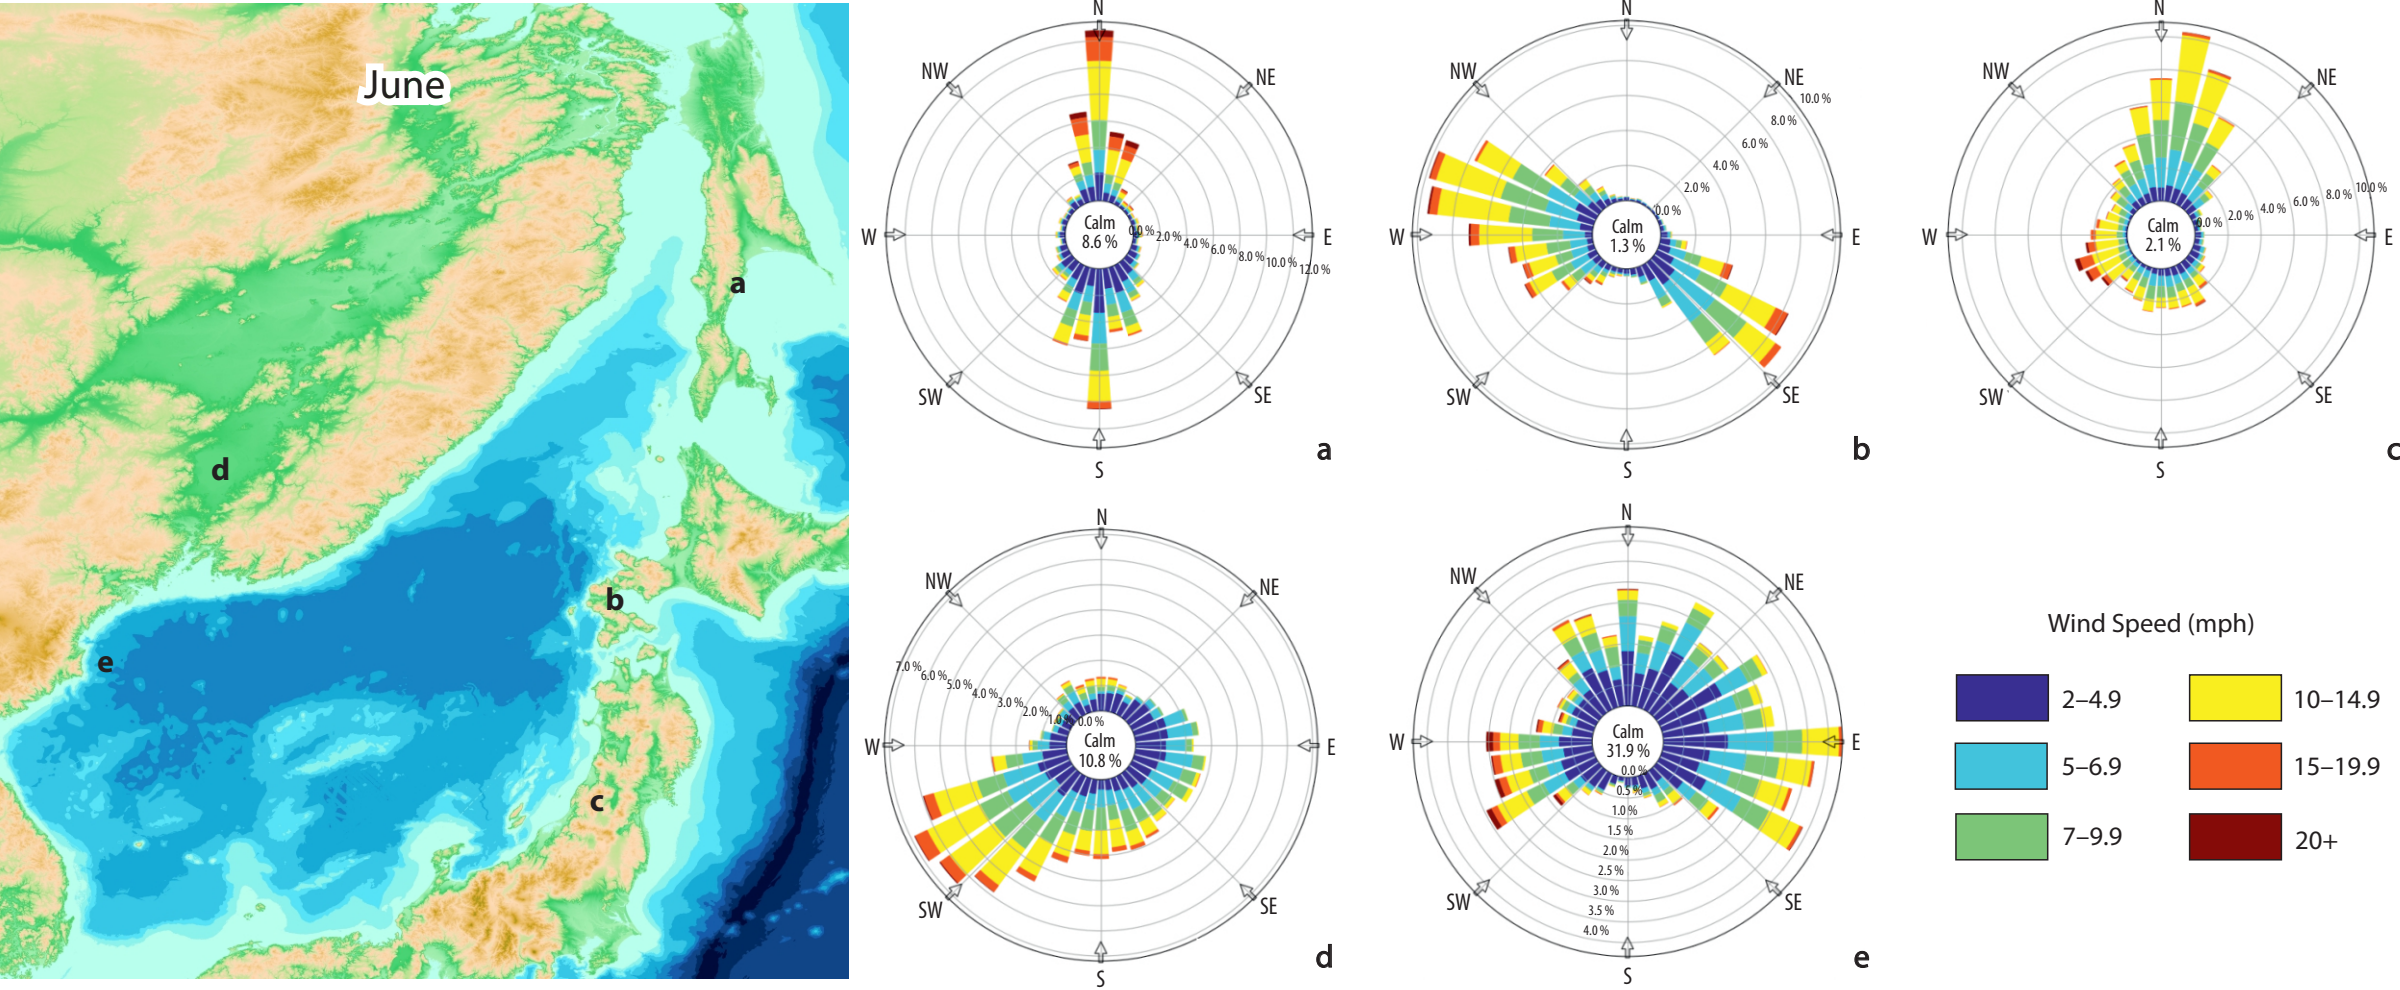 June
a
d
b
e
c
N
NW
NE
W
E
Calm
8.6 %
0.0 %
2.0 %
4.0 %
6.0 %
8.0 %
10.0 %
12.0 %
SW
SE
S
a
N
NW
NE
10.0 %
8.0 %
6.0 %
4.0 %
2.0 %
0.0 %
W
E
Calm
1.3 %
SW
SE
S
b
N
NW
NE
W
E
Calm
2.1 %
0.0 %
2.0 %
4.0 %
6.0 %
8.0 %
10.0 %
SW
SE
S
c
N
NW
NE
7.0 %
6.0 %
5.0 %
4.0 %
3.0 %
2.0 %
1.0 %
0.0 %
W
E
Calm
10.8 %
SW
SE
S
d
N
NW
NE
W
E
Calm
31.9 %
0.0 %
0.5 %
1.0 %
1.5 %
2.0 %
2.5 %
3.0 %
3.5 %
4.0 %
SW
SE
S
e
Wind Speed (mph)
2–4.9
10–14.9
5–6.9
15–19.9
7–9.9
20+